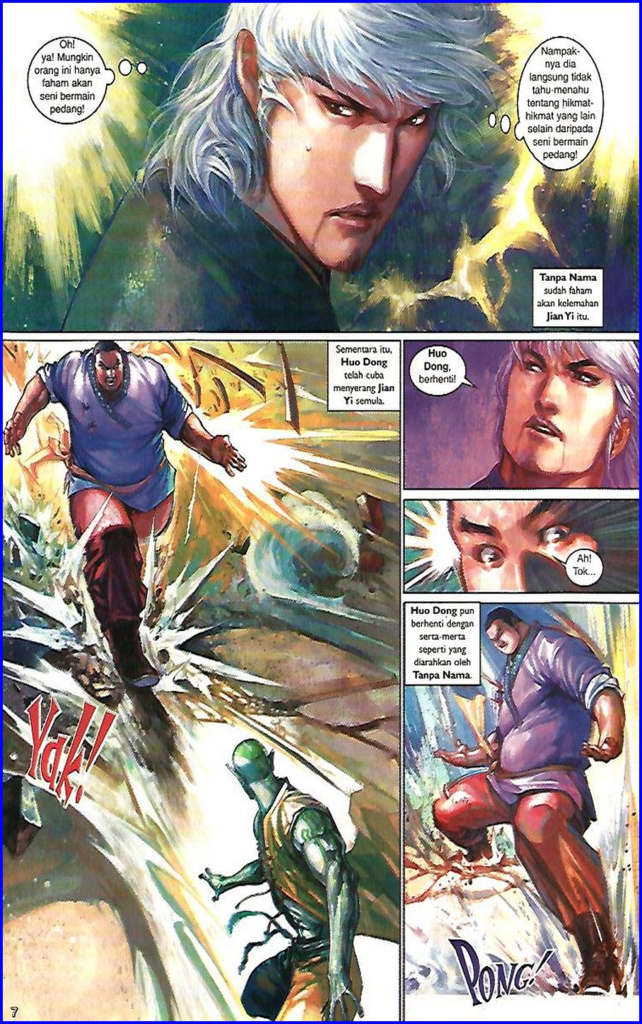 Oh!
ya! Mungkin
orang ini hanya
faham akan
seni bermain
pedang!
Nampak-
nya dia
langsung tidak
tahu-menahu
tentang hikmat-
hikmat yang lain
selain daripada
seni bermain
pedang!
Tanpa Nama
sudah faham
akan kelemahan
Jian Yi itu.
Sementara itu,
Huo Dong
telah cuba
menyerang Jian
Yi semula.
Yak!
Huo
Dong,
berhenti!
Ah!
Tok...
Huo Dong pun
berhenti dengan
serta-merta
seperti yang
diarahkan oleh
Tanpa Nama.
PONG!
7